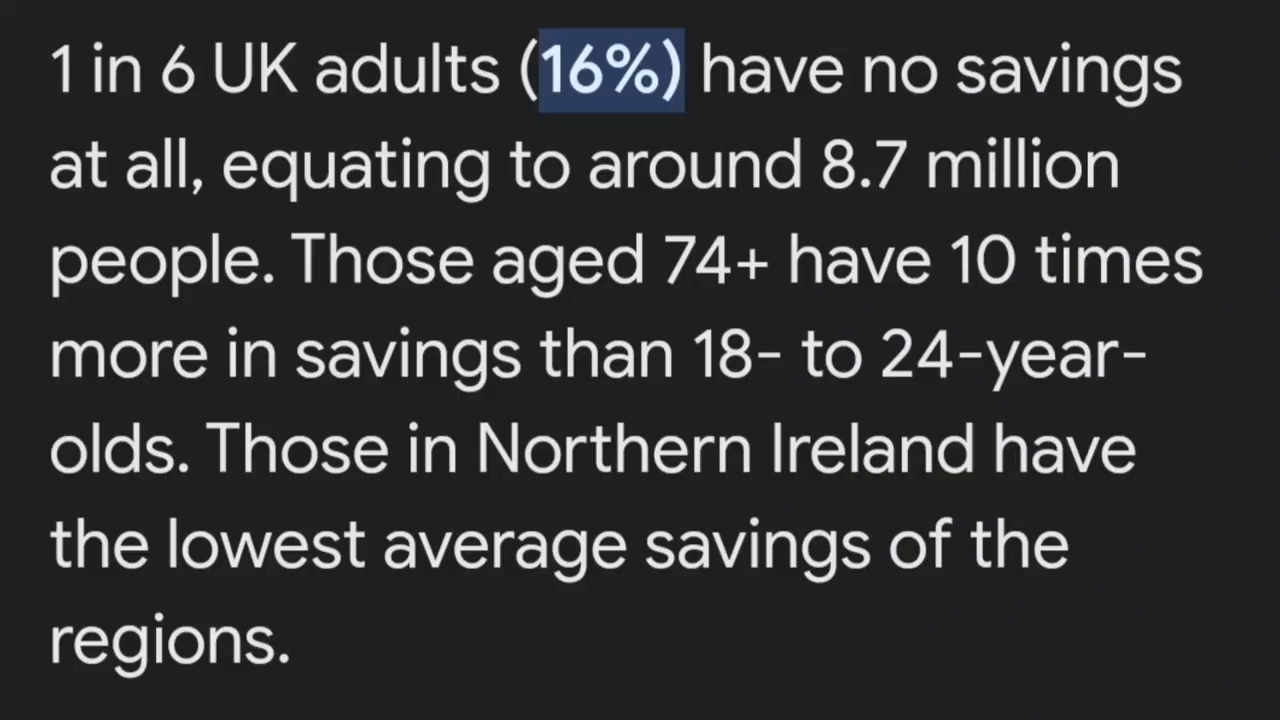 1 in 6 UK adults (16%) have no savings
at all, equating to around 8.7 million
people. Those aged 74+ have 10 times
more in savings than 18- to 24-year-
olds. Those in Northern Ireland have
the lowest average savings of the
regions.